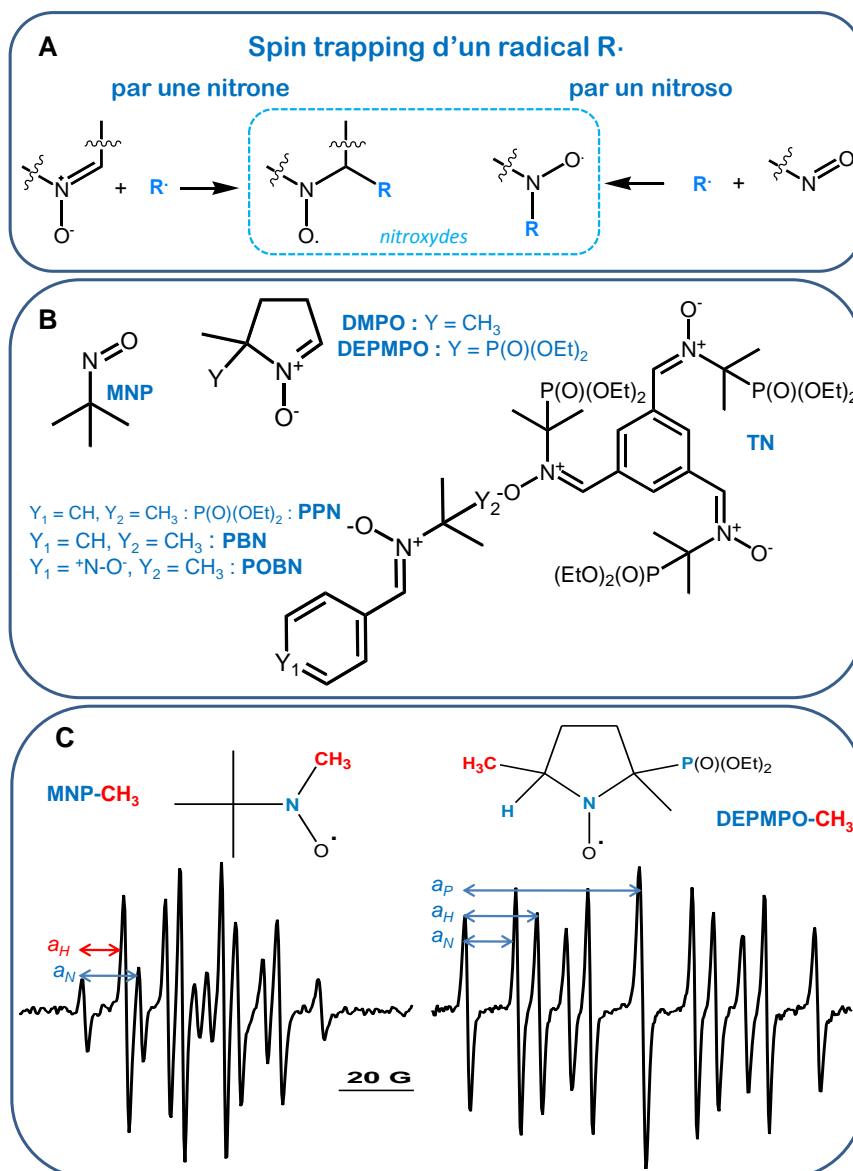 A
Spin trapping d'un radical R·
par une nitrone
par un nitroso
N+
O-
+
R·
N
O.
R
nitroxydes
N
O·
R
R·
+
N
O
B
N
O
MNP
Y
N+
O-
DMPO : Y = CH3
DEPMPO : Y = P(O)(OEt)2
O-
N+
P(O)(OEt)2
P(O)(OEt)2
TN
-O
N+
N+
O-
(EtO)2(O)P
Y1 = CH, Y2 = CH3 : P(O)(OEt)2 : PPN
Y1 = CH, Y2 = CH3 : PBN
Y1 = +N-O-, Y2 = CH3 : POBN
-O
N+
Y2
Y1
C
MNP-CH3
CH3
N
O·
H3C
H
N
O·
P(O)(OEt)2
DEPMPO-CH3
aH
aN
aP
aH
aN
20 G